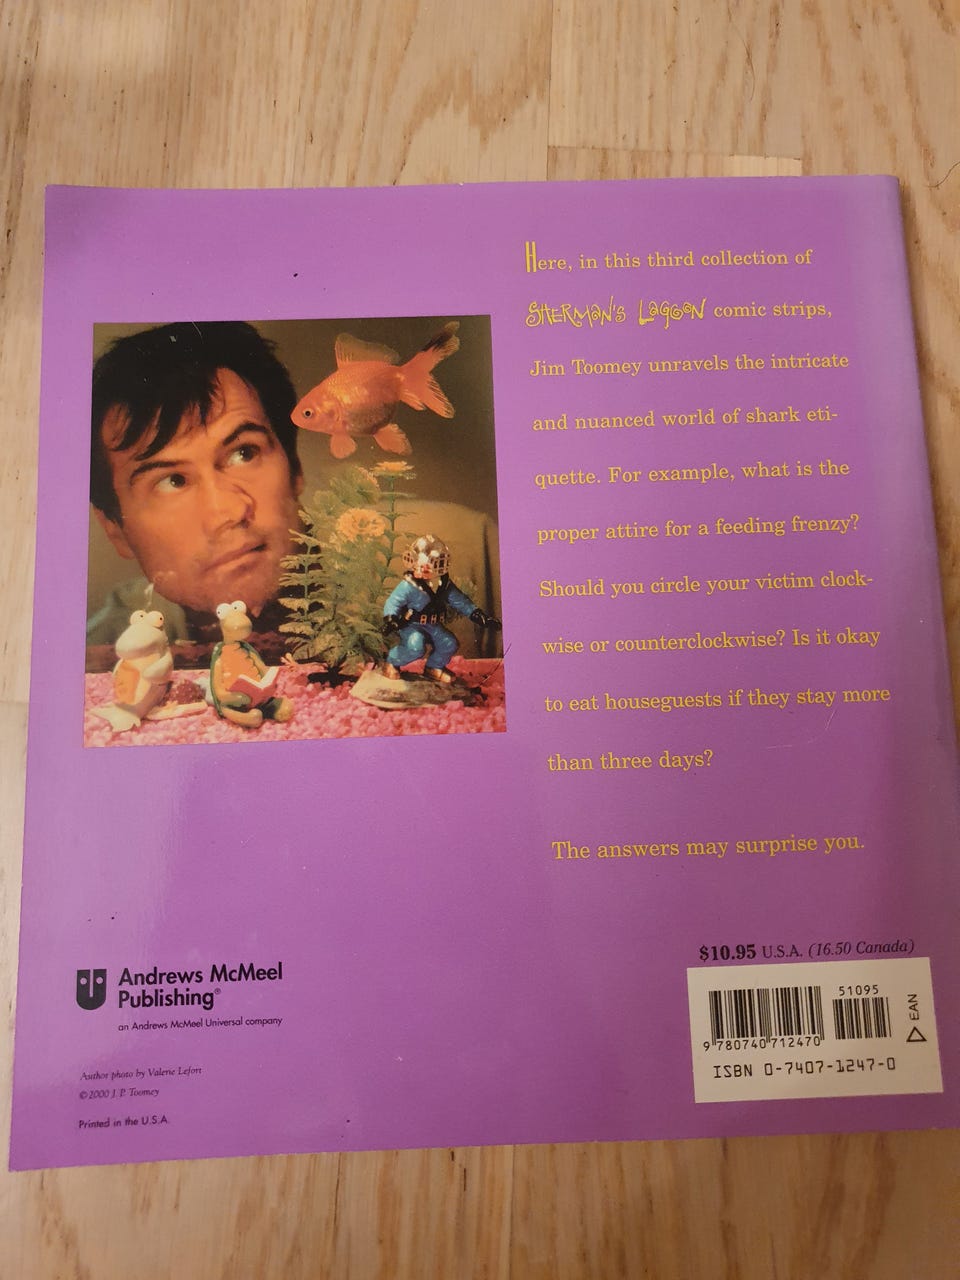 Here, in this third collection of
SHERMAN'S LAGOON comic strips,
Jim Toomey unravels the intricate
and nuanced world of shark eti-
quette. For example, what is the
proper attire for a feeding frenzy?
Should you circle your victim clock-
wise or counterclockwise? Is it okay
to eat houseguests if they stay more
than three days?
The answers may surprise you.
Andrews McMeel
Publishing®
an Andrews McMeel Universal company
Author photo by Valerie Lefort
©2000 J. P. Toomey
Printed in the U.S.A.
$10.95 U.S.A. (16.50 Canada)
51095
9 780740 712470
EAN
ISBN 0-7407-1247-0